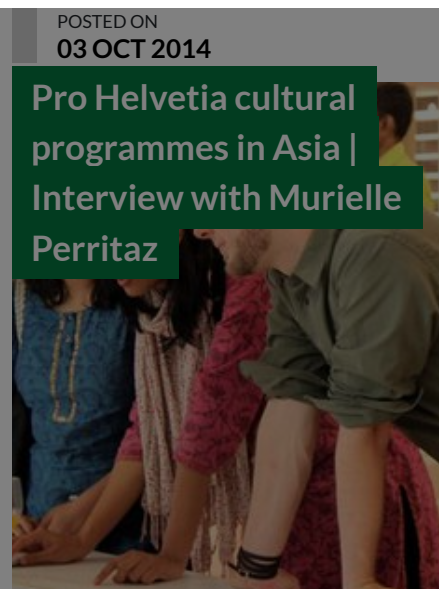 POSTED ON
03 OCT 2014
Pro Helvetia cultural
programmes in Asia |
Interview with Murielle
Perritaz